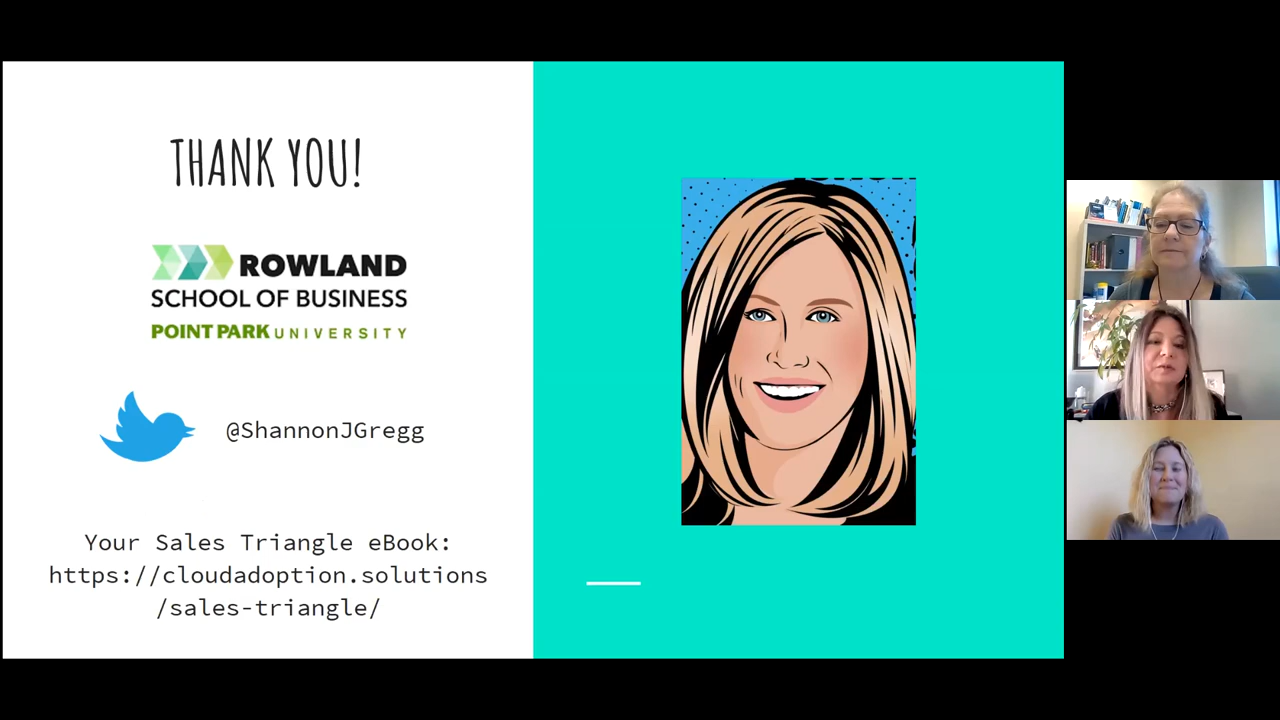 THANK YOU!
ROWLAND
SCHOOL OF BUSINESS
POINT PARK UNIVERSITY
@ShannonJGregg
Your Sales Triangle eBook:
https://cloudadoption.solutions
/sales-triangle/